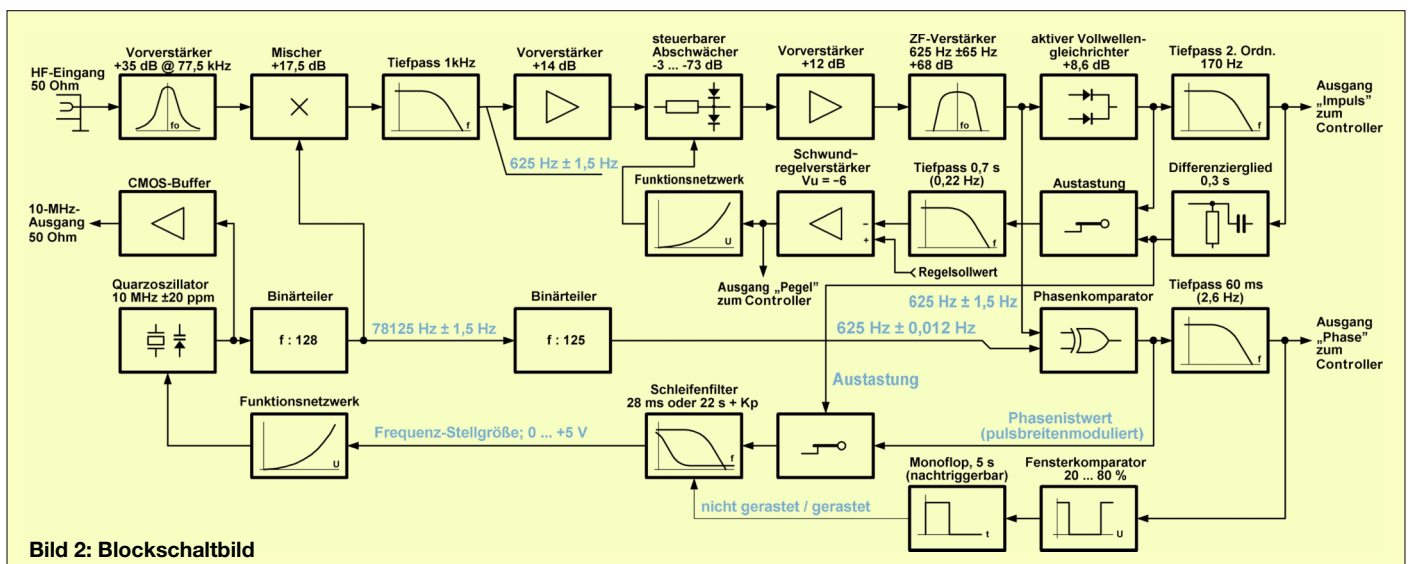 HF-Eingang
50 Ohm
Vorverstärker
+35 dB @ 77,5 kHz
fo
Mischer
+17,5 dB
Tiefpass 1kHz
f
Vorverstärker
+14 dB
steuerbarer
Abschwächer
-3 ... -73 dB
Vorverstärker
+12 dB
ZF-Verstärker
625 Hz ±65 Hz
+68 dB
fo
aktiver Vollwellen-
gleichrichter
+8,6 dB
Tiefpass 2. Ordn.
170 Hz
f
Ausgang
„Impuls”
zum
Controller
625 Hz ± 1,5 Hz
CMOS-Buffer
10-MHz-
Ausgang
50 Ohm
Funktionsnetzwerk
U
Schwund-
regelverstärker
Vu = -6
-
+
Tiefpass 0,7 s
(0,22 Hz)
f
Austastung
Differenzierglied
0,3 s
Regelsollwert
Ausgang „Pegel”
zum Controller
Quarzoszillator
10 MHz ±20 ppm
Binärteiler
f : 128
78125 Hz ± 1,5 Hz
Binärteiler
f : 125
625 Hz ± 1,5 Hz
625 Hz ± 0,012 Hz
Phasenkomparator
Tiefpass 60 ms
(2,6 Hz)
f
Ausgang
„Phase”
zum
Controller
Austastung
Funktionsnetzwerk
U
Frequenz-Stellgröße; 0 ... +5 V
Schleifenfilter
28 ms oder 22 s + Kp
f
Phasenistwert
(pulsbreitenmoduliert)
nicht gerastet / gerastet
Monoflop, 5 s
(nachtriggerbar)
t
Fensterkomparator
20 ... 80 %
U
Bild 2: Blockschaltbild